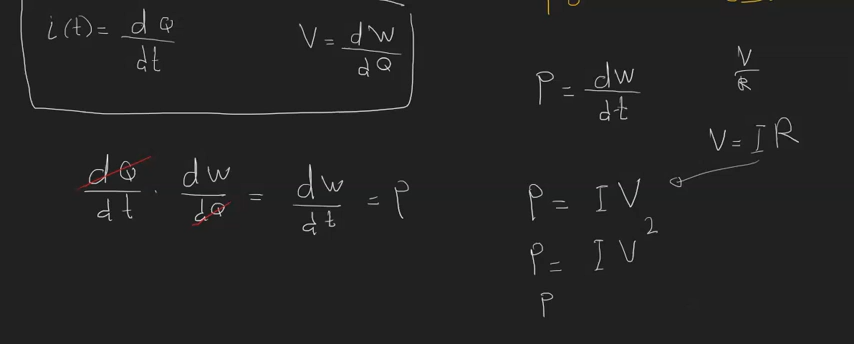 i(t) = dQ/dt
V = dW/dQ
dQ/dt · dW/dQ = dW/dt = P
P = dW/dt
V/R
V = IR
P = IV
P = IV²
P